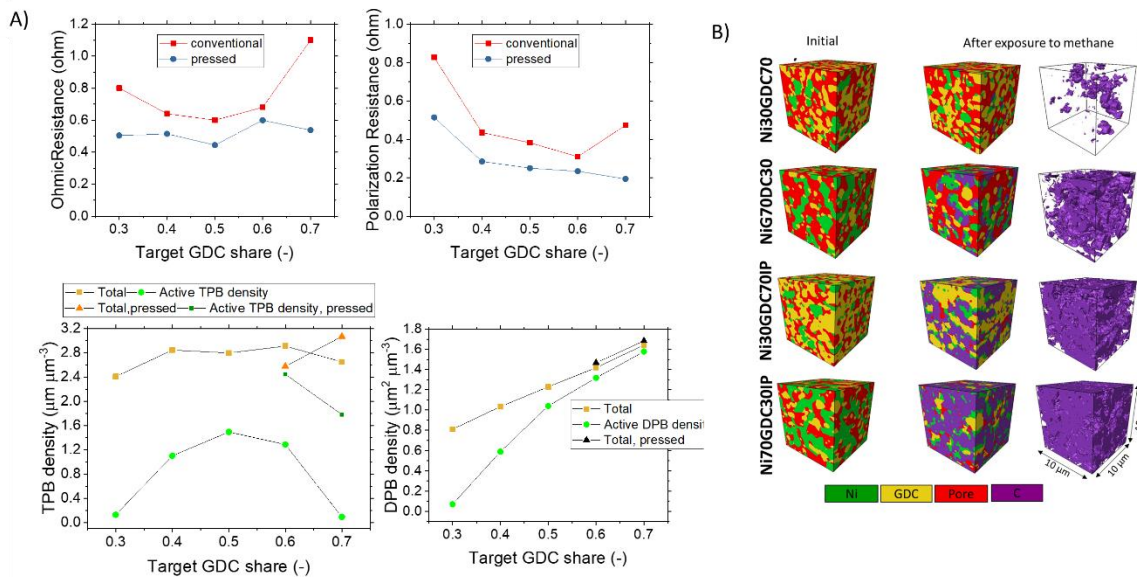 A)
1.2
1.0
0.8
0.6
0.4
0.2
0.0
OhmicResistance (ohm)
conventional
pressed
0.3 0.4 0.5 0.6 0.7
Target GDC share (-)
1.0
0.8
0.6
0.4
0.2
0.0
Polarization Resistance (ohm)
conventional
pressed
0.3 0.4 0.5 0.6 0.7
Target GDC share (-)
Total Active TPB density
Total,pressed Active TPB density, pressed
3.2
2.8
2.4
2.0
1.6
1.2
0.8
0.4
0.0
TPB density (μm μm⁻³)
0.3 0.4 0.5 0.6 0.7
Target GDC share (-)
1.8
1.6
1.4
1.2
1.0
0.8
0.6
0.4
0.2
0.0
DPB density (μm² μm⁻³)
Total
Active DPB densit
Total, pressed
0.3 0.4 0.5 0.6 0.7
Target GDC share (-)
B)
Initial
After exposure to methane
Ni30GDC70
NiG70DC30
Ni30GDC70IP
Ni70GDC30IP
10 μm
10 μm
Ni GDC Pore C